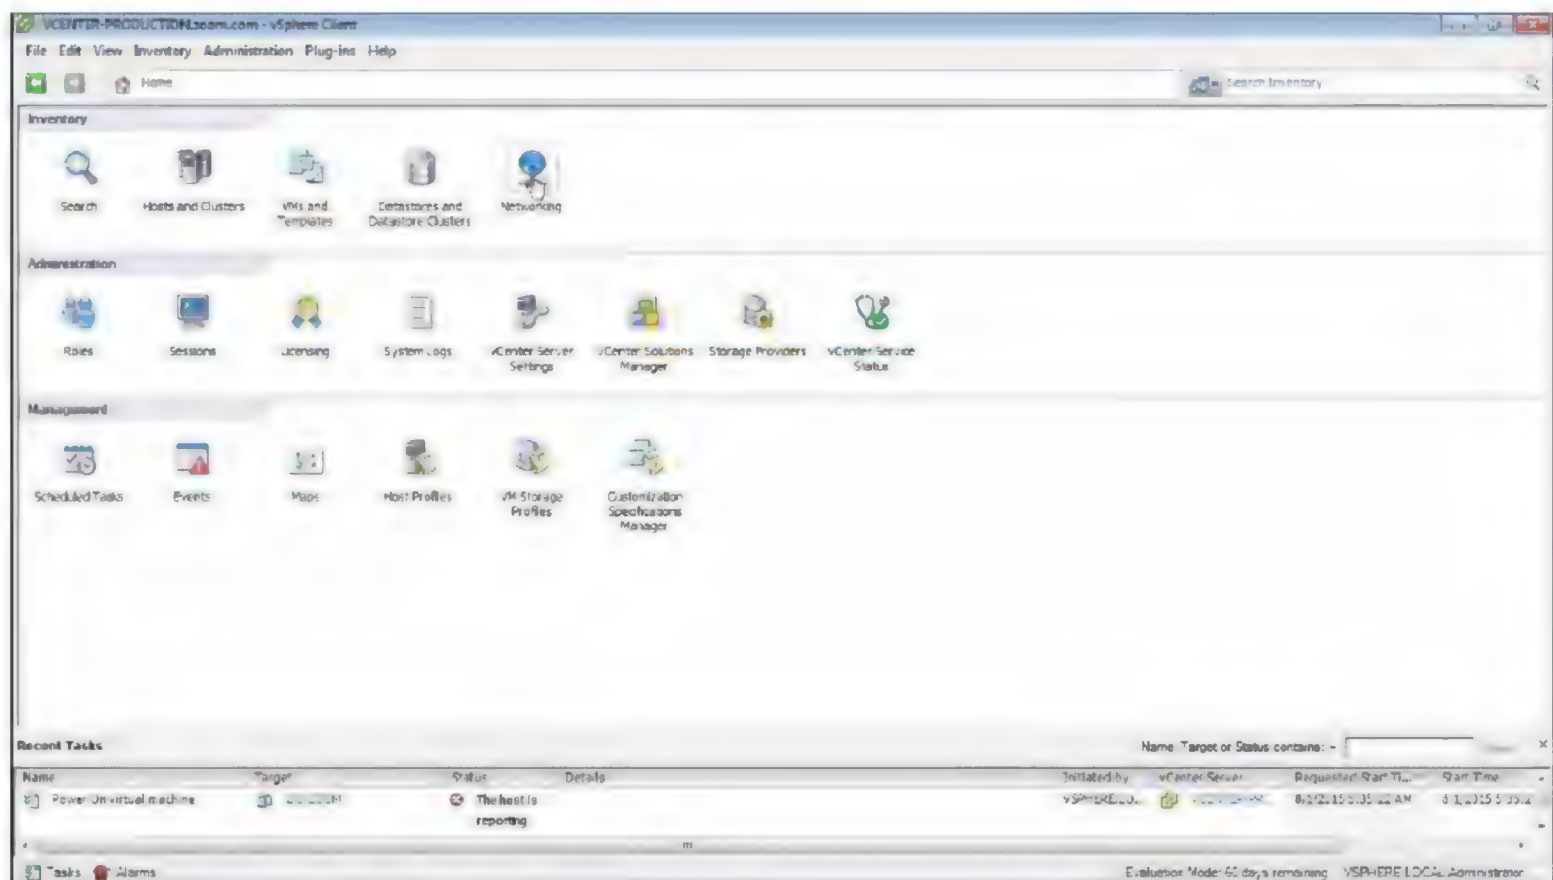 VCENTER-PRODUCTION.zoom.com - vSphere Client
File Edit View Inventory Administration Plug-ins Help
Home
Search Inventory
Inventory
Search
Hosts and Clusters
VMs and Templates
Datastores and Datastore Clusters
Networking
Administration
Roles
Sessions
Licensing
System Logs
vCenter Server Settings
vCenter Solutions Manager
Storage Providers
vCenter Service Status
Management
Scheduled Tasks
Events
Maps
Host Profiles
VM Storage Profiles
Customization Specifications Manager
Recent Tasks
Name, Target or Status contains:
Name Target Status Details Initiated by vCenter Server Requested Start Ti... Start Time
Power On virtual machine The host is reporting
Tasks Alarms
Evaluation Mode: 60 days remaining VSPHERE.LOCAL Administrator